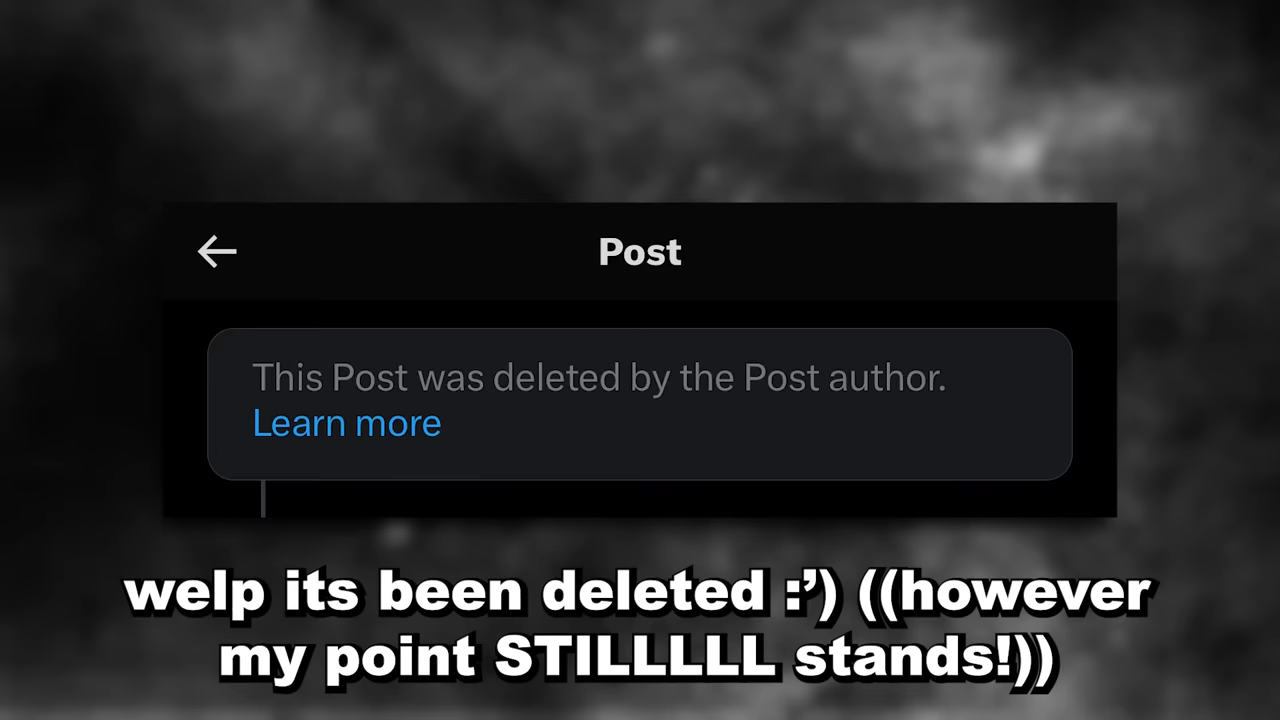 Post
This Post was deleted by the Post author.
Learn more
welp its been deleted :’) ((however
my point STILLLLL stands!))